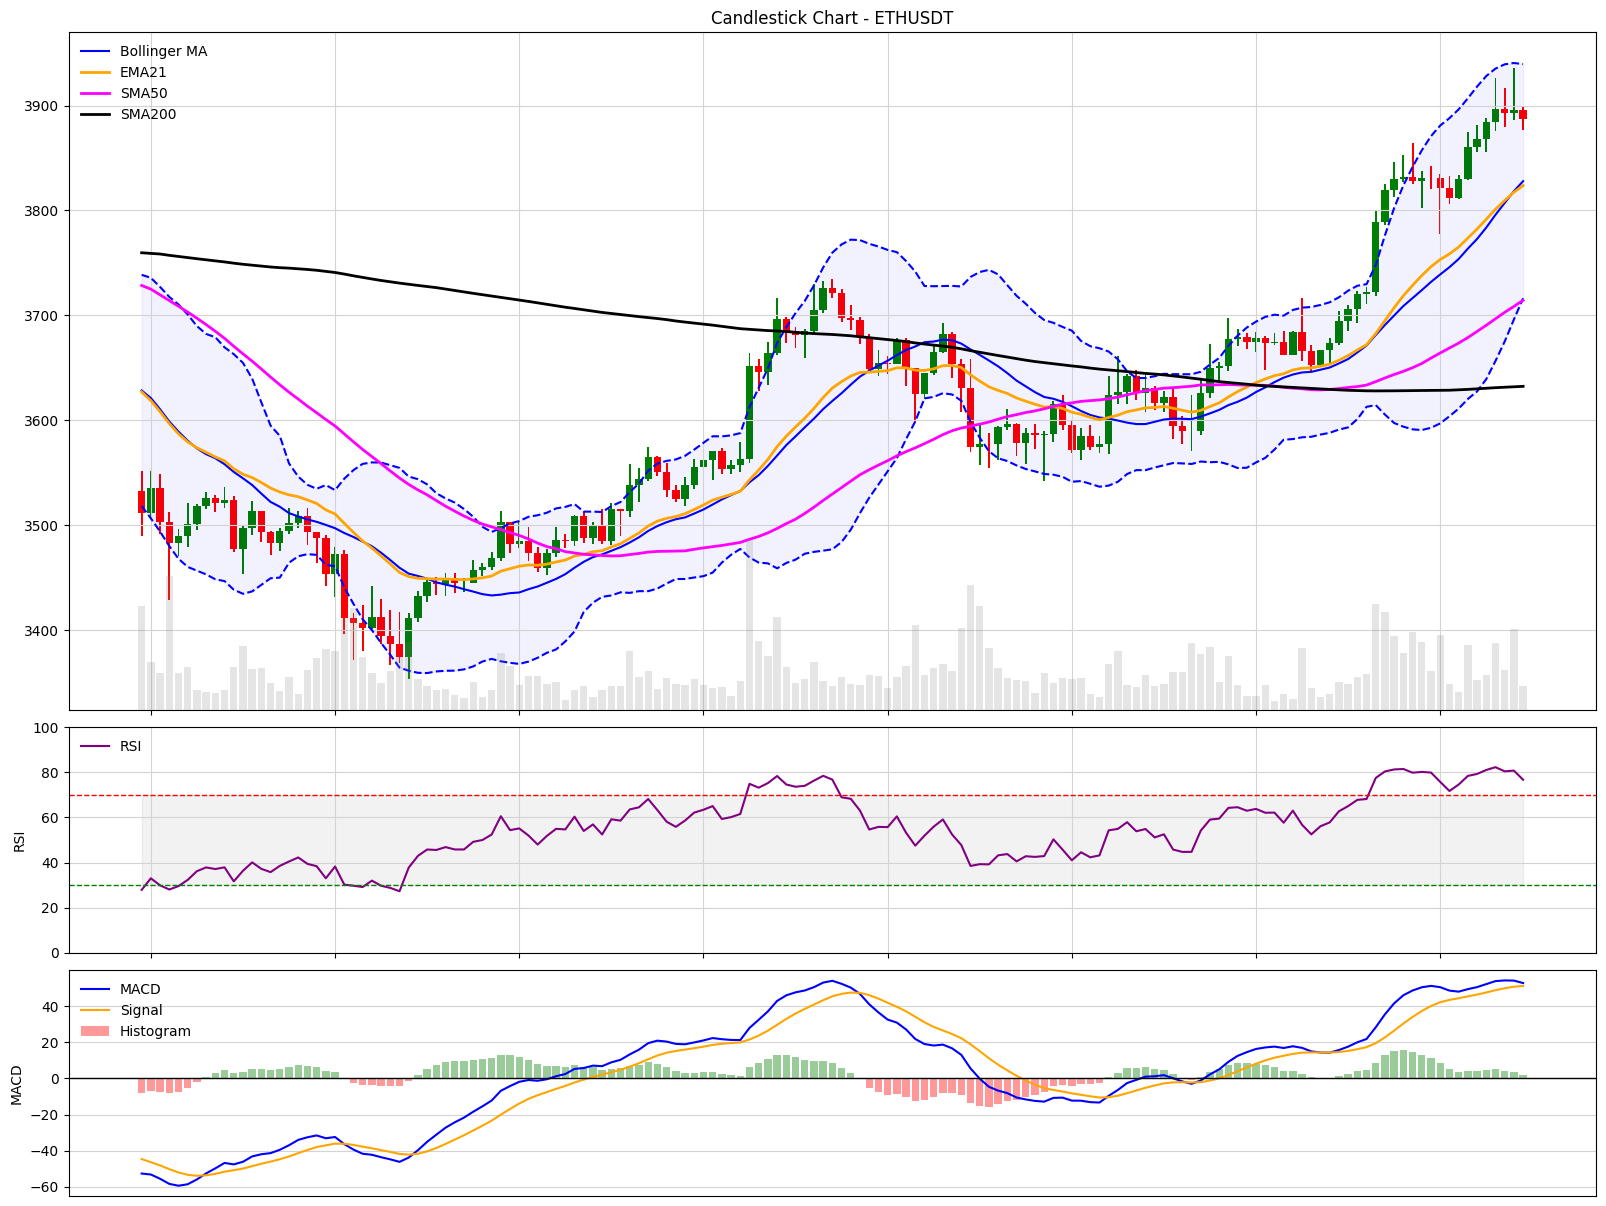 Candlestick Chart - ETHUSDT
Bollinger MA
EMA21
SMA50
SMA200
3900
3800
3700
3600
3500
3400
100
80
60
40
20
0
RSI
RSI
40
20
0
−20
−40
−60
MACD
MACD
Signal
Histogram